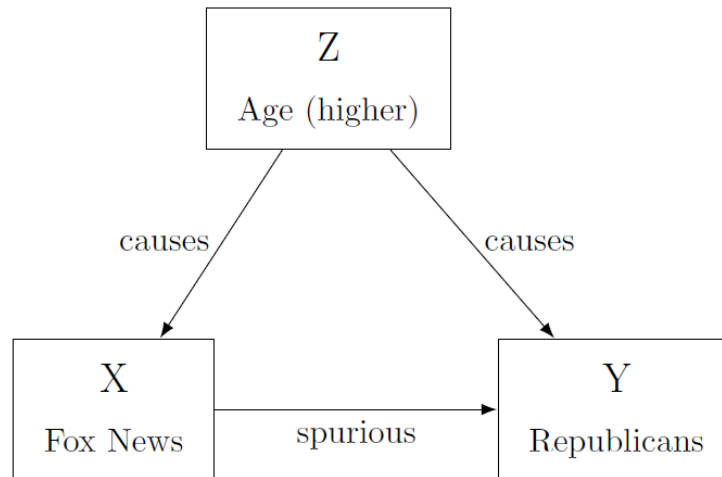 Z
Age (higher)
causes
causes
X
Fox News
spurious
Y
Republicans